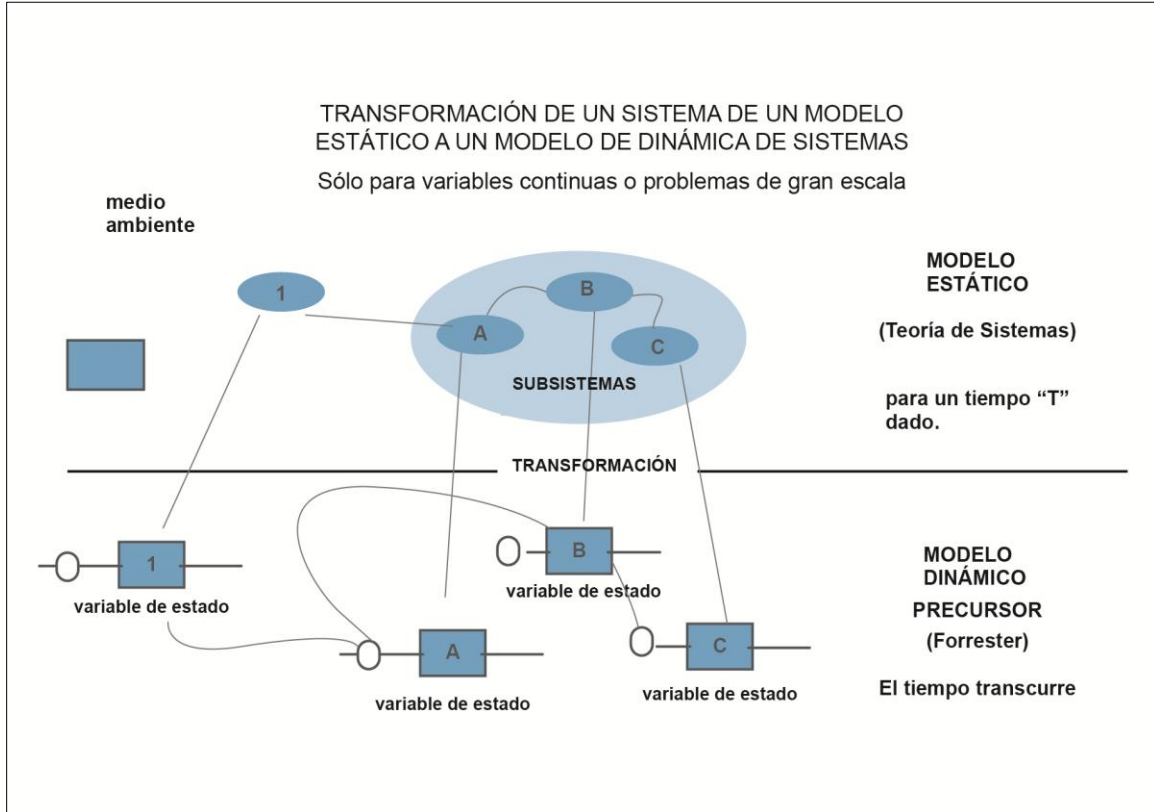 TRANSFORMACIÓN DE UN SISTEMA DE UN MODELO
ESTÁTICO A UN MODELO DE DINÁMICA DE SISTEMAS
Sólo para variables continuas o problemas de gran escala
medio
ambiente
MODELO
ESTÁTICO
(Teoría de Sistemas)
para un tiempo “T”
dado.
1
B
A
C
SUBSISTEMAS
TRANSFORMACIÓN
1
variable de estado
B
variable de estado
A
variable de estado
C
variable de estado
MODELO
DINÁMICO
PRECURSOR
(Forrester)
El tiempo transcurre